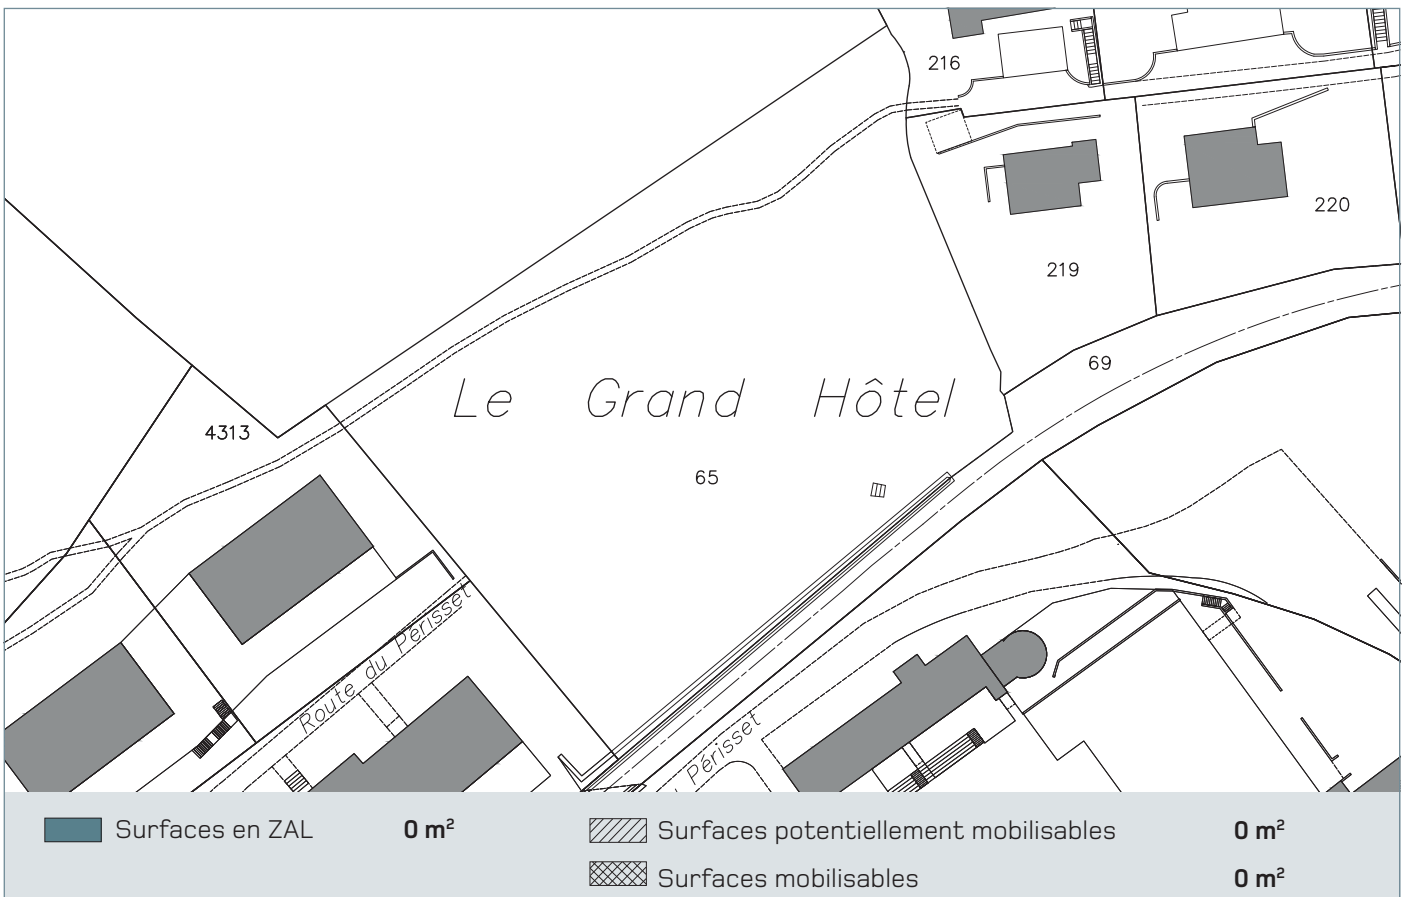 216
220
219
69
Le Grand Hôtel
4313
65
Route du Périsset
Périsset
Surfaces en ZAL 0 m²
Surfaces potentiellement mobilisables 0 m²
Surfaces mobilisables 0 m²